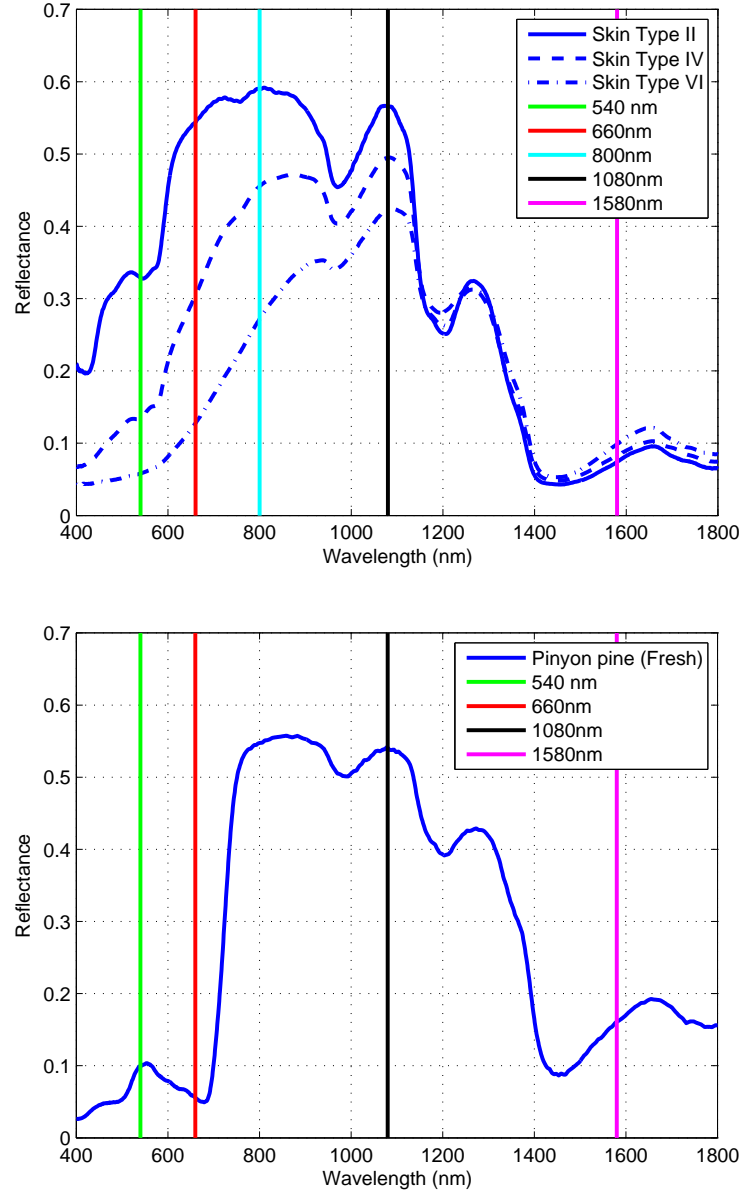 0.7
0.6
0.5
0.4
0.3
0.2
0.1
0
Reflectance
400 600 800 1000 1200 1400 1600 1800
Wavelength (nm)
Skin Type II
Skin Type IV
Skin Type VI
540 nm
660nm
800nm
1080nm
1580nm
0.7
0.6
0.5
0.4
0.3
0.2
0.1
0
Reflectance
400 600 800 1000 1200 1400 1600 1800
Wavelength (nm)
Pinyon pine (Fresh)
540 nm
660nm
1080nm
1580nm